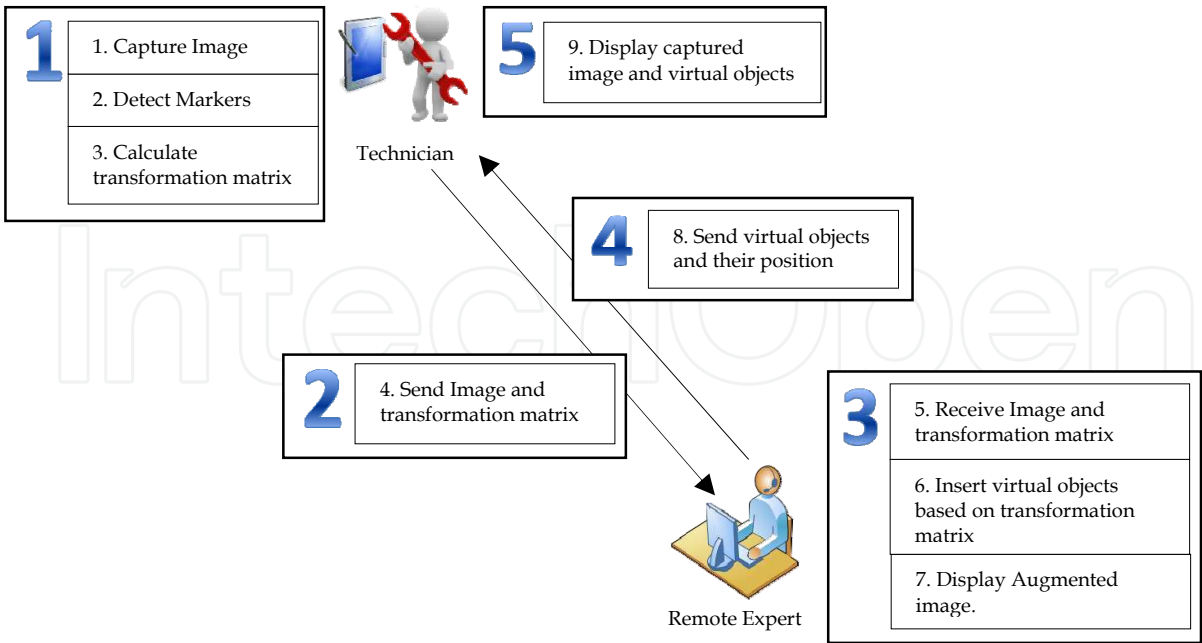 1
1. Capture Image
2. Detect Markers
3. Calculate
transformation matrix
Technician
5
9. Display captured
image and virtual objects
4
8. Send virtual objects
and their position
2
4. Send Image and
transformation matrix
3
5. Receive Image and
transformation matrix
6. Insert virtual objects
based on transformation
matrix
7. Display Augmented
image.
Remote Expert
IntechOpen